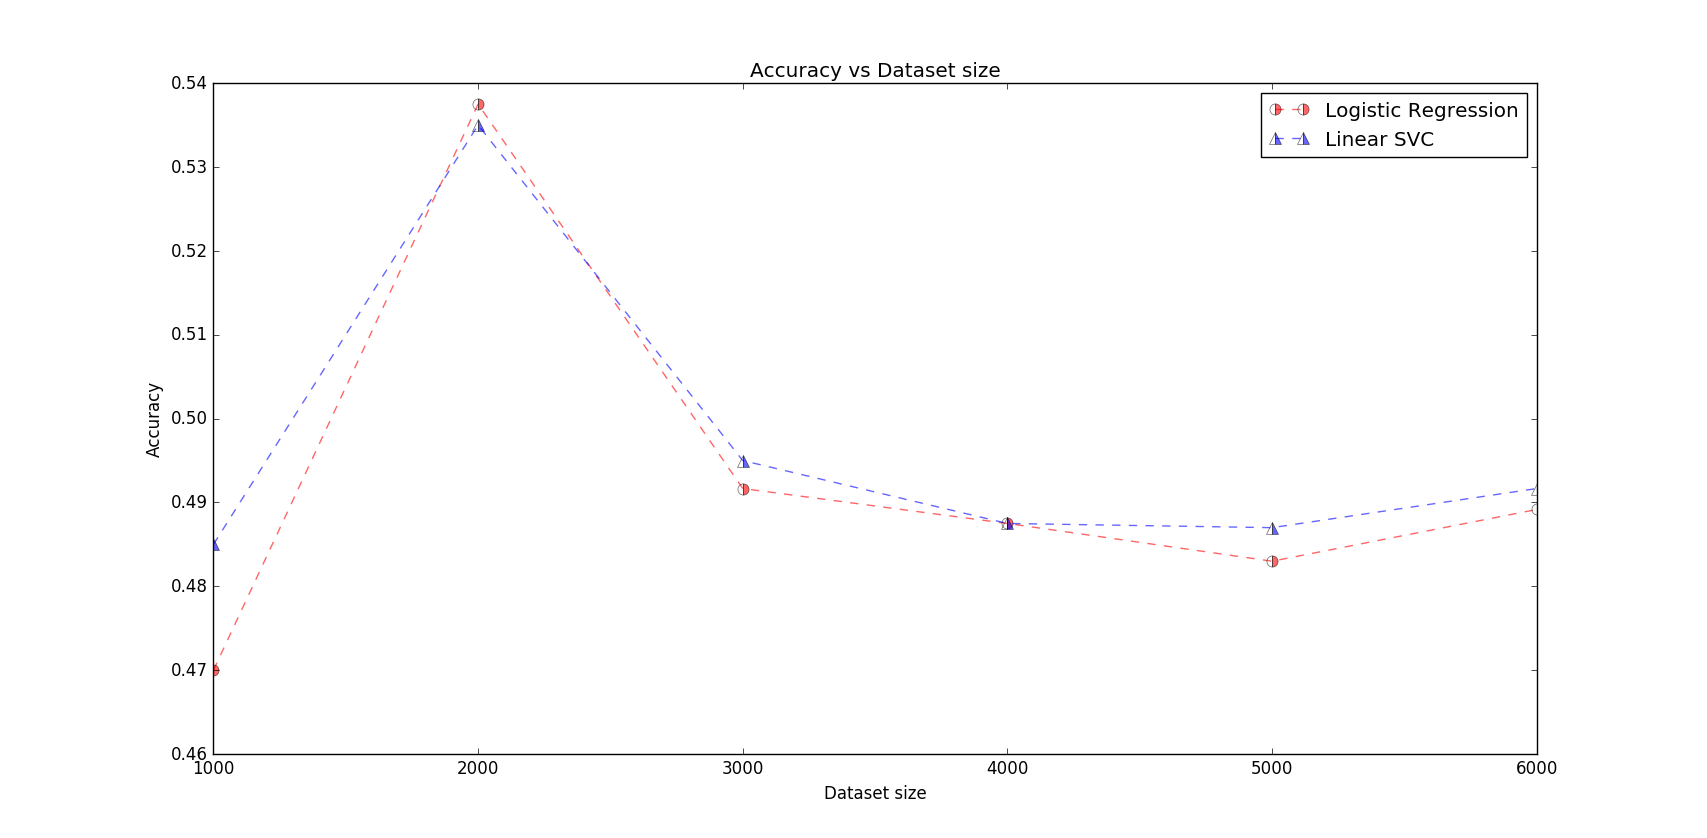 Accuracy vs Dataset size
0.54
0.53
0.52
0.51
0.50
0.49
0.48
0.47
0.46
Accuracy
1000 2000 3000 4000 5000 6000
Dataset size
Logistic Regression
Linear SVC